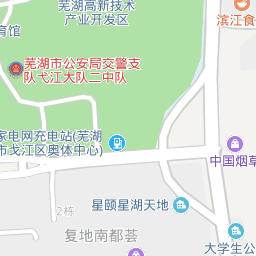 芜湖高新技术
产业开发区
滨江食
育馆
芜湖市公安局交警支
队弋江大队二中队
家电网充电站(芜湖
市弋江区奥体中心)
中国烟草
2栋
星颐星湖天地
复地南都荟
大学生公